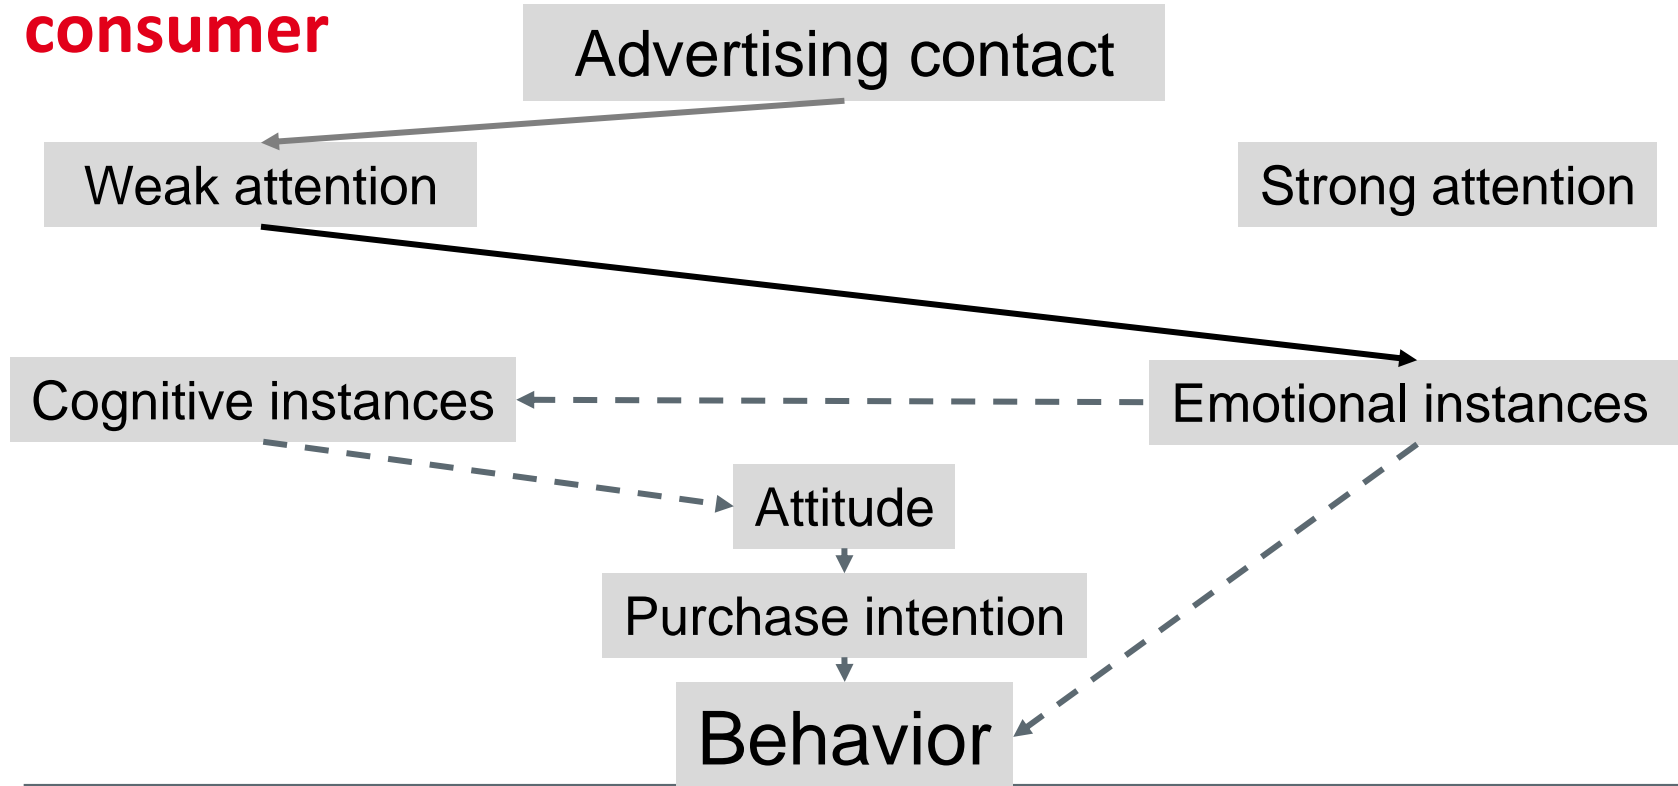 consumer
Advertising contact
Weak attention
Strong attention
Cognitive instances
Emotional instances
Attitude
Purchase intention
Behavior